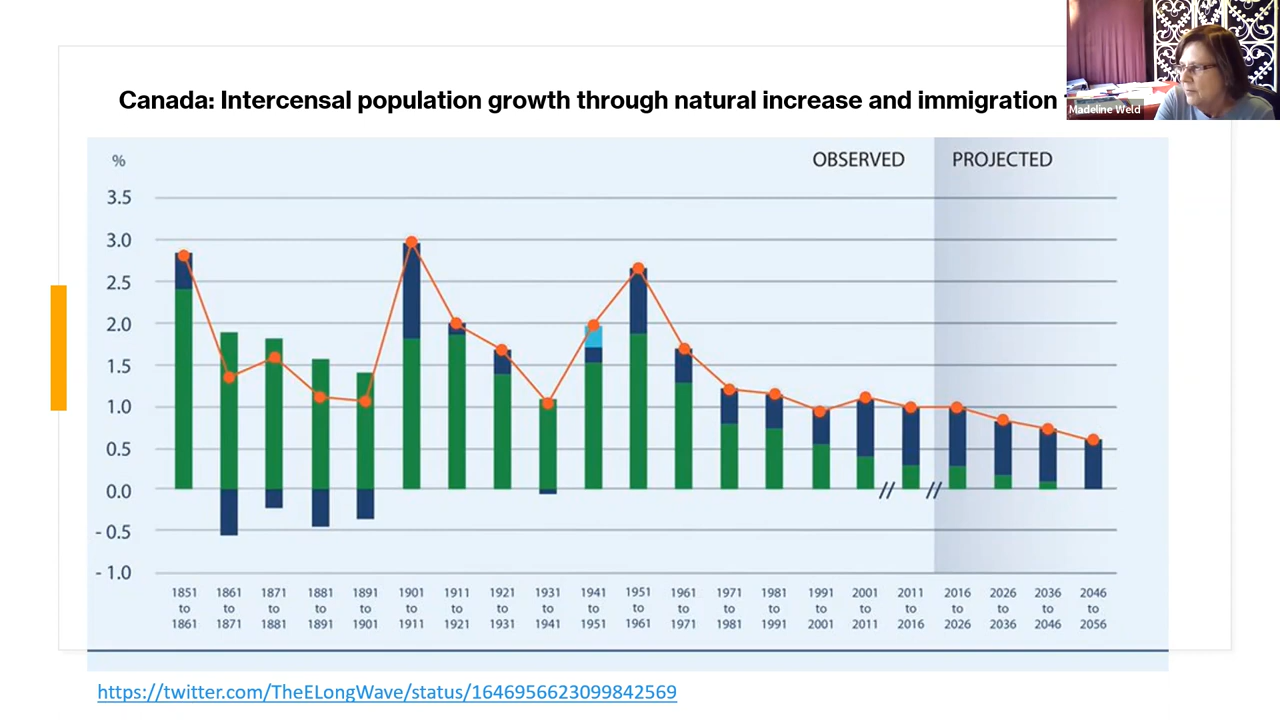 Canada: Intercensal population growth through natural increase and immigration
Madeline Weld
%
OBSERVED
PROJECTED
3.5
3.0
2.5
2.0
1.5
1.0
0.5
0.0
- 0.5
- 1.0
// //
1851 1861 1871 1881 1891 1901 1911 1921 1931 1941 1951 1961 1971 1981 1991 2001 2011 2016 2026 2036 2046
to to to to to to to to to to to to to to to to to to to to to
1861 1871 1881 1891 1901 1911 1921 1931 1941 1951 1961 1971 1981 1991 2001 2011 2016 2026 2036 2046 2056
https://twitter.com/TheELongWave/status/1646956623099842569